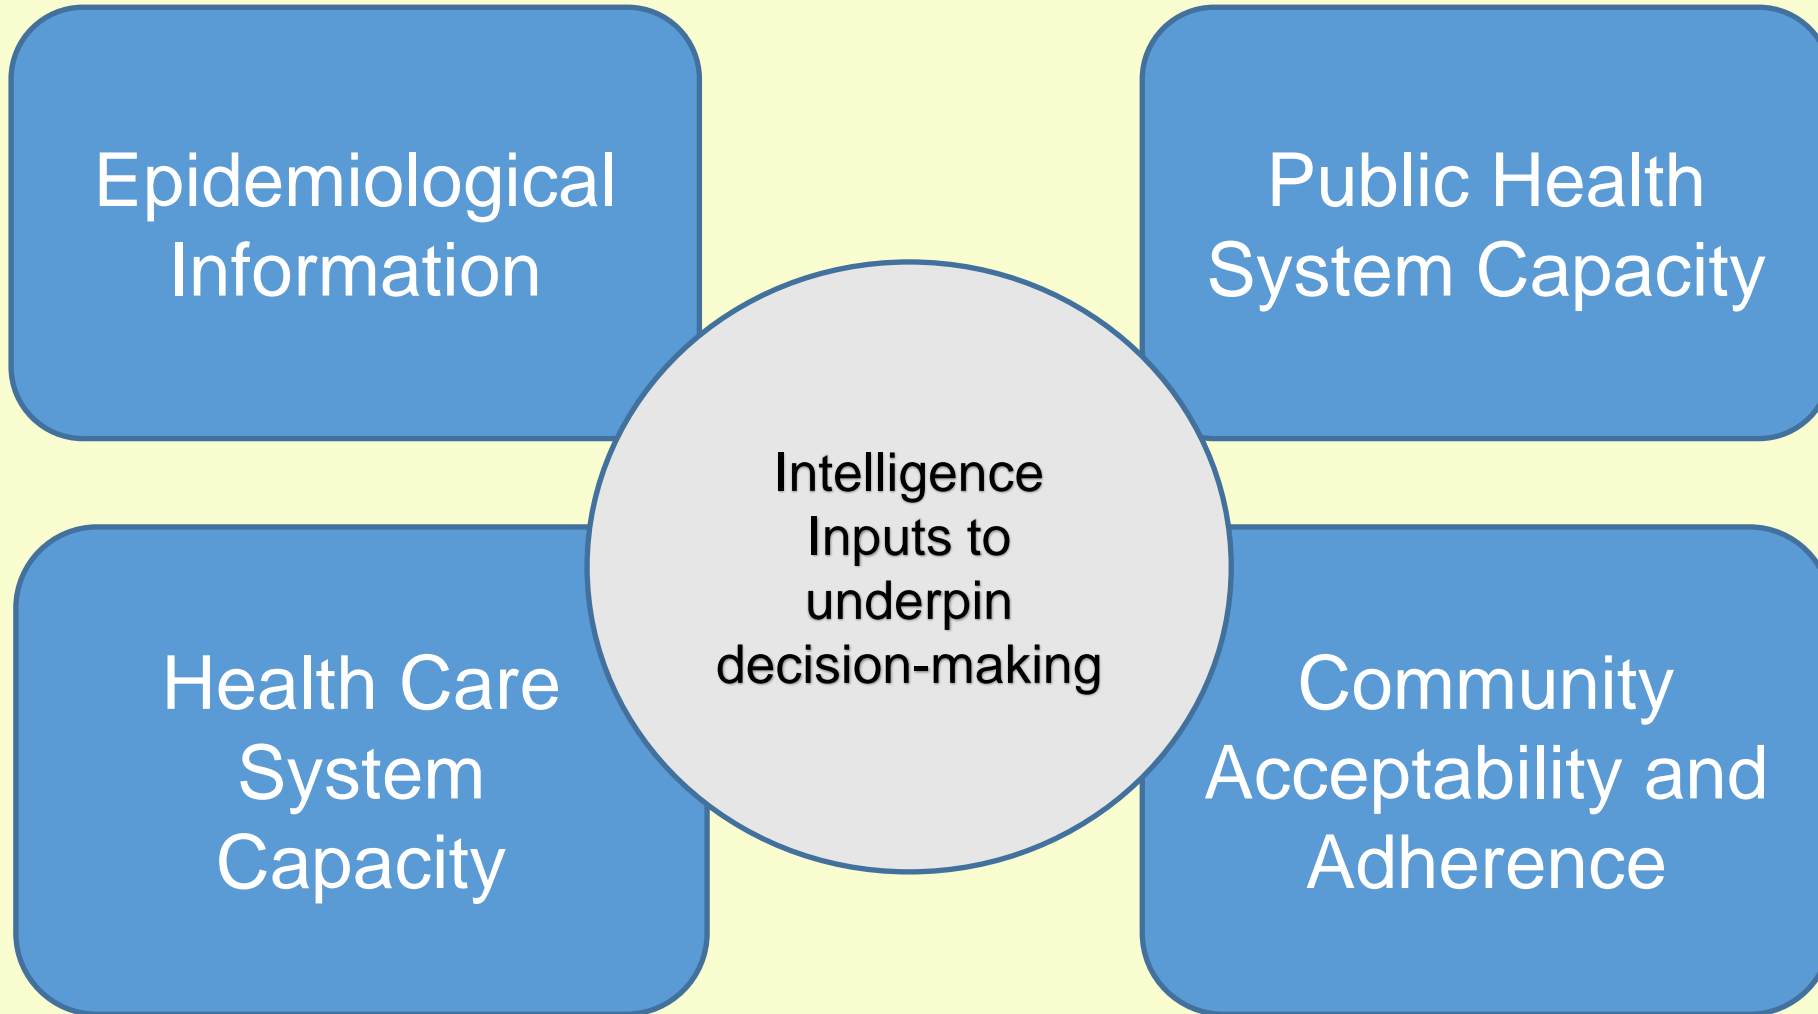 Epidemiological
Information
Public Health
System Capacity
Intelligence
Inputs to
underpin
decision-making
Health Care
System
Capacity
Community
Acceptability and
Adherence